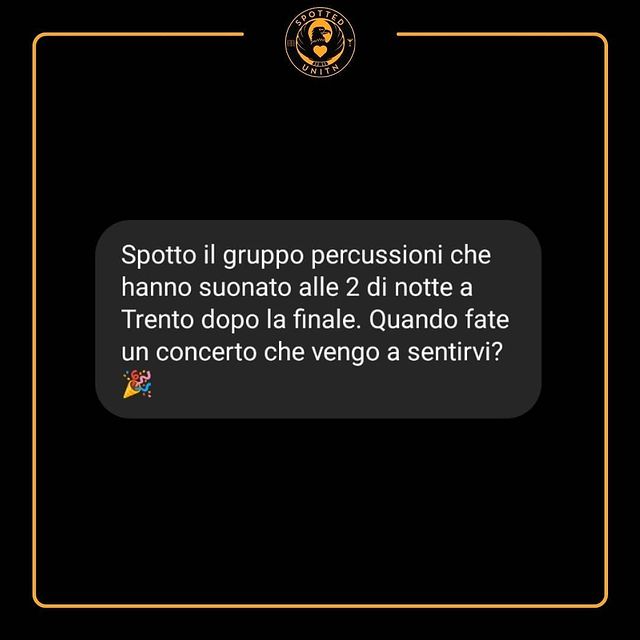 SPOTTED
UNITN
Spotto il gruppo percussioni che
hanno suonato alle 2 di notte a
Trento dopo la finale. Quando fate
un concerto che vengo a sentirvi?
🎉